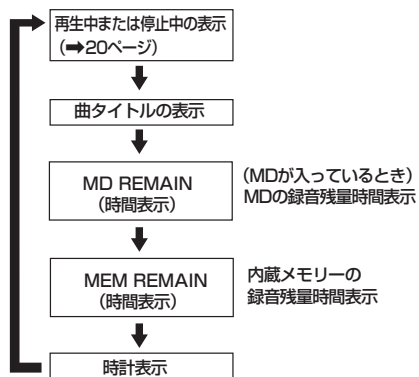 再生中または停止中の表示
(➡20ページ)
曲タイトルの表示
MD REMAIN
(時間表示)
(MDが入っているとき)
MDの録音残量時間表示
MEM REMAIN
(時間表示)
内蔵メモリーの
録音残量時間表示
時計表示